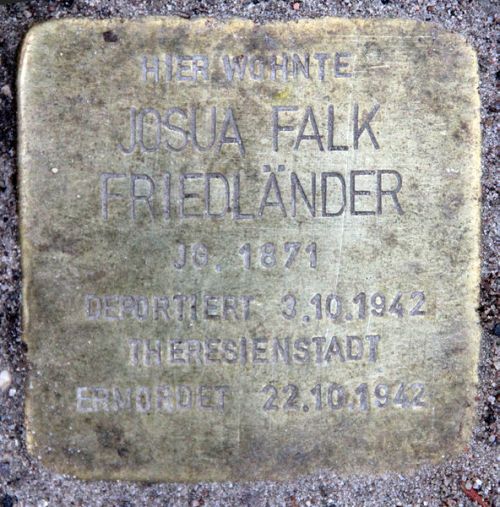 HIER WOHNTE
JOSUA FALK
FRIEDLÄNDER
JG. 1871
DEPORTIERT 3.10.1942
THERESIENSTADT
ERMORDET 22.10.1942